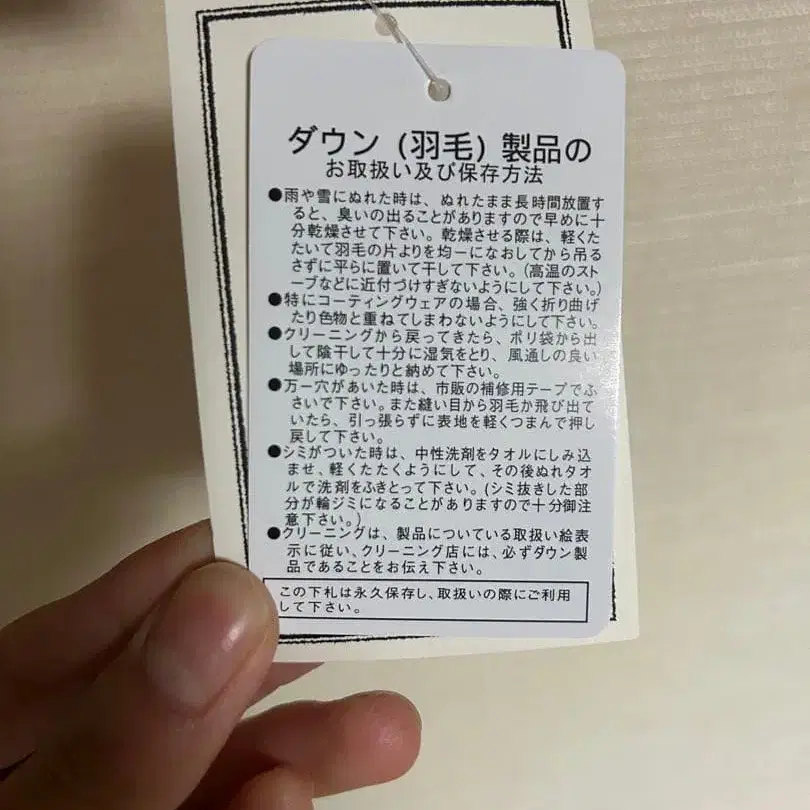 ダウン (羽毛) 製品の
お取扱い及び保存方法
●雨や雪にぬれた時は、ぬれたまま長時間放置す
ると、臭いの出ることがありますので早めに十
分乾燥させて下さい。乾燥させる際は、軽くた
たいて羽毛の片よりを均一になおしてから吊る
さずに平らに置いて干して下さい。(高温のスト
ーブなどに近付づけすぎないようにして下さい。)
●特にコーティングウェアの場合、強く折り曲げ
たり色物と重ねてしまわないようにして下さい。
●クリーニングから戻ってきたら、ポリ袋から出
して陰干して十分に湿気をとり、風通しの良い
場所にゆったりと納めて下さい。
●万一穴があいた時は、市販の補修用テープでふ
さいで下さい。また縫い目から羽毛か飛び出て
いたら、引っ張らずに表地を軽くつまんで押し
戻して下さい。
●シミがついた時は、中性洗剤をタオルにしみ込
ませ、軽くたたくようにして、その後ぬれタオ
ルで洗剤をふきとって下さい。(シミ抜きした部
分が輪ジミになることがありますので十分御注
意下さい。)
●クリーニングは、製品についている取扱い絵表
示に従い、クリーニング店には、必ずダウン製
品であることをお伝え下さい。
この下札は永久保存し、取扱いの際にご利用
して下さい。